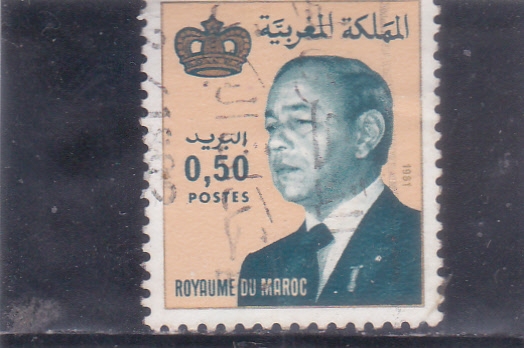 المملكة المغربية
البريد
0,50
POSTES
1981
ROYAUME DU MAROC